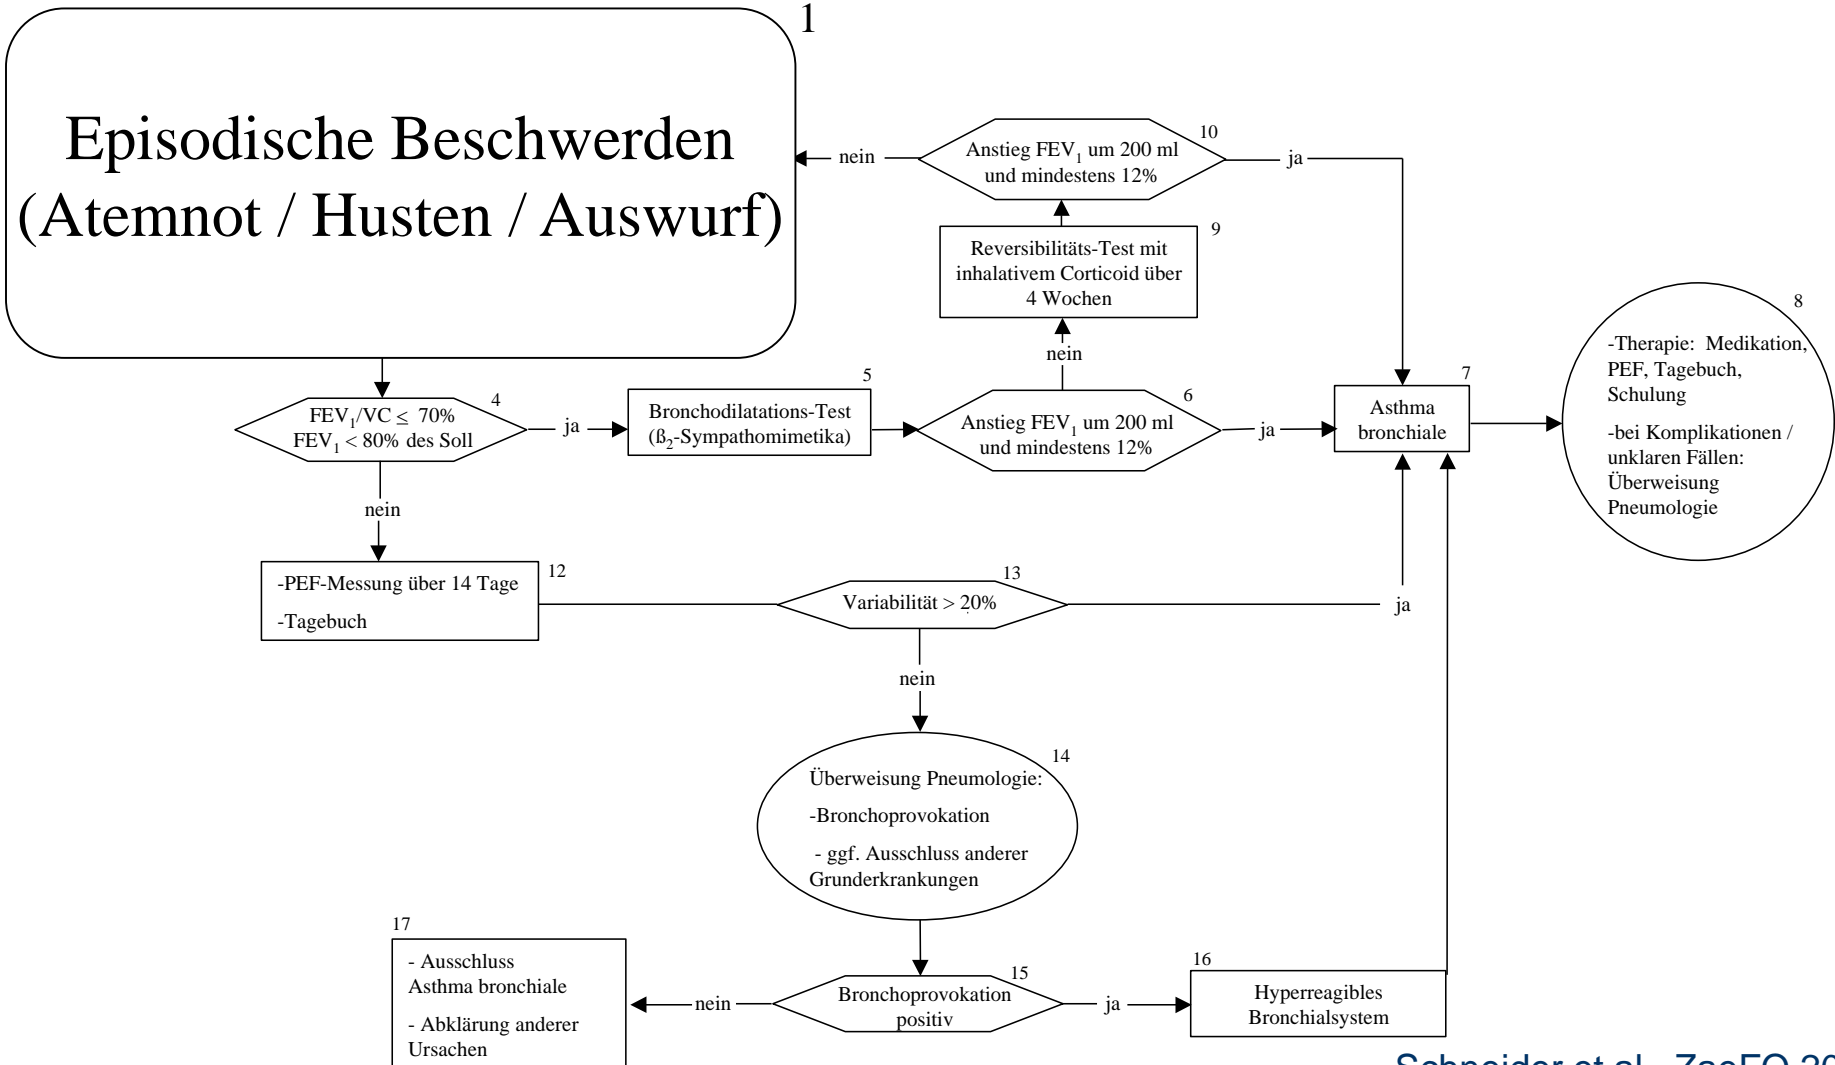 1
Episodische Beschwerden
(Atemnot / Husten / Auswurf)
10
Anstieg FEV₁ um 200 ml
und mindestens 12%
nein
ja
9
Reversibilitäts-Test mit
inhalativem Corticoid über
4 Wochen
nein
8
-Therapie: Medikation,
PEF, Tagebuch,
Schulung
-bei Komplikationen /
unklaren Fällen:
Überweisung
Pneumologie
4
FEV₁/VC ≤ 70%
FEV₁ < 80% des Soll
ja
5
Bronchodilatations-Test
(ß₂-Sympathomimetika)
6
Anstieg FEV₁ um 200 ml
und mindestens 12%
ja
7
Asthma
bronchiale
nein
12
-PEF-Messung über 14 Tage
-Tagebuch
13
Variabilität > 20%
ja
nein
14
Überweisung Pneumologie:
-Bronchoprovokation
- ggf. Ausschluss anderer
Grunderkrankungen
17
- Ausschluss
Asthma bronchiale
- Abklärung anderer
Ursachen
nein
15
Bronchoprovokation
positiv
ja
16
Hyperreagibles
Bronchialsystem
Schneider et al., ZaeFQ